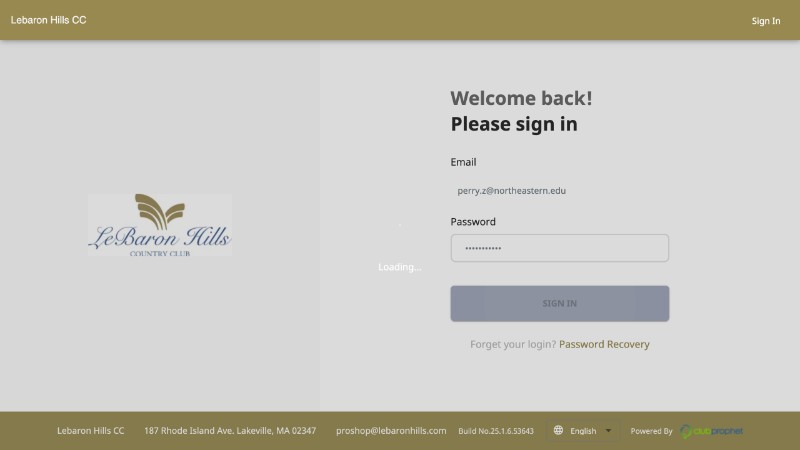 Lebaron Hills CC
Sign In
Welcome back!
Please sign in
Email
perry.z@northeastern.edu
Password
•••••••••••
LeBaron Hills
COUNTRY CLUB
Loading...
SIGN IN
Forget your login? Password Recovery
Lebaron Hills CC 187 Rhode Island Ave. Lakeville, MA 02347 proshop@lebaronhills.com Build No.25.1.6.53643 English Powered By clubprophet